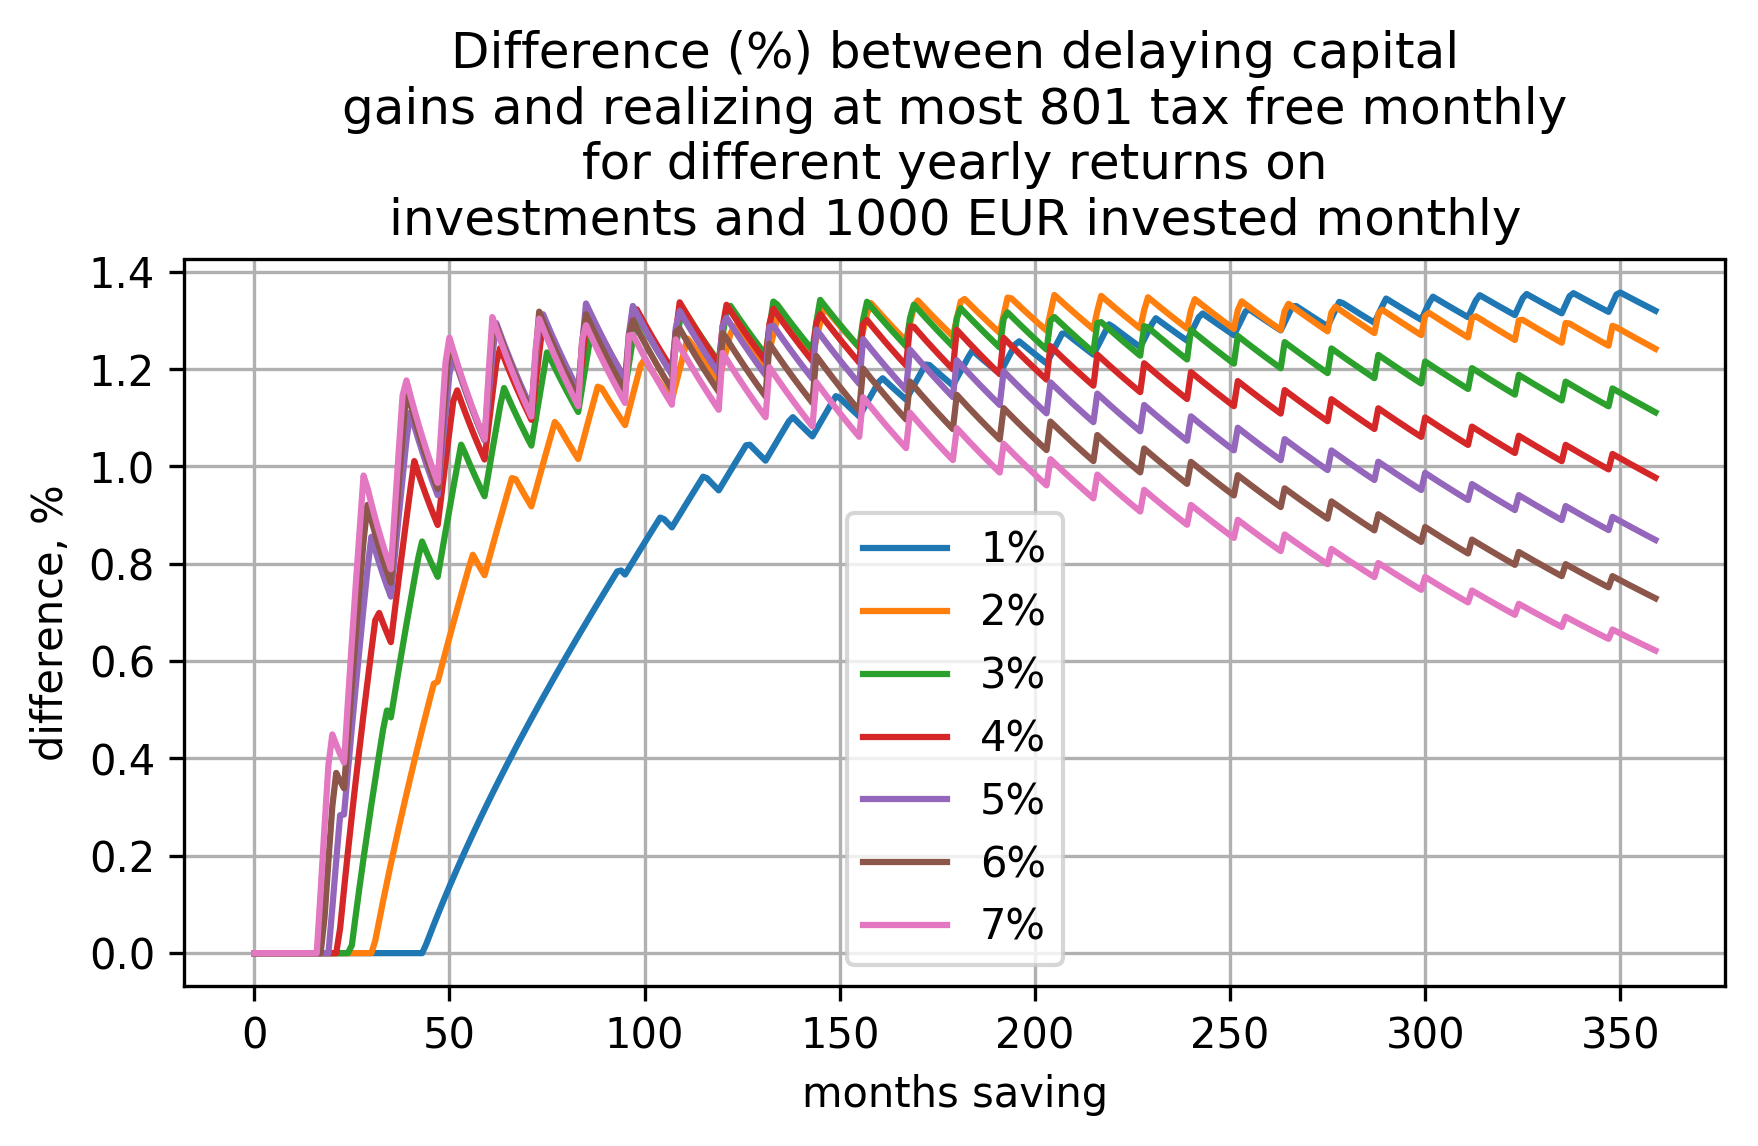 Difference (%) between delaying capital
gains and realizing at most 801 tax free monthly
for different yearly returns on
investments and 1000 EUR invested monthly
difference, %
1.4
1.2
1.0
0.8
0.6
0.4
0.2
0.0
1%
2%
3%
4%
5%
6%
7%
0 50 100 150 200 250 300 350
months saving